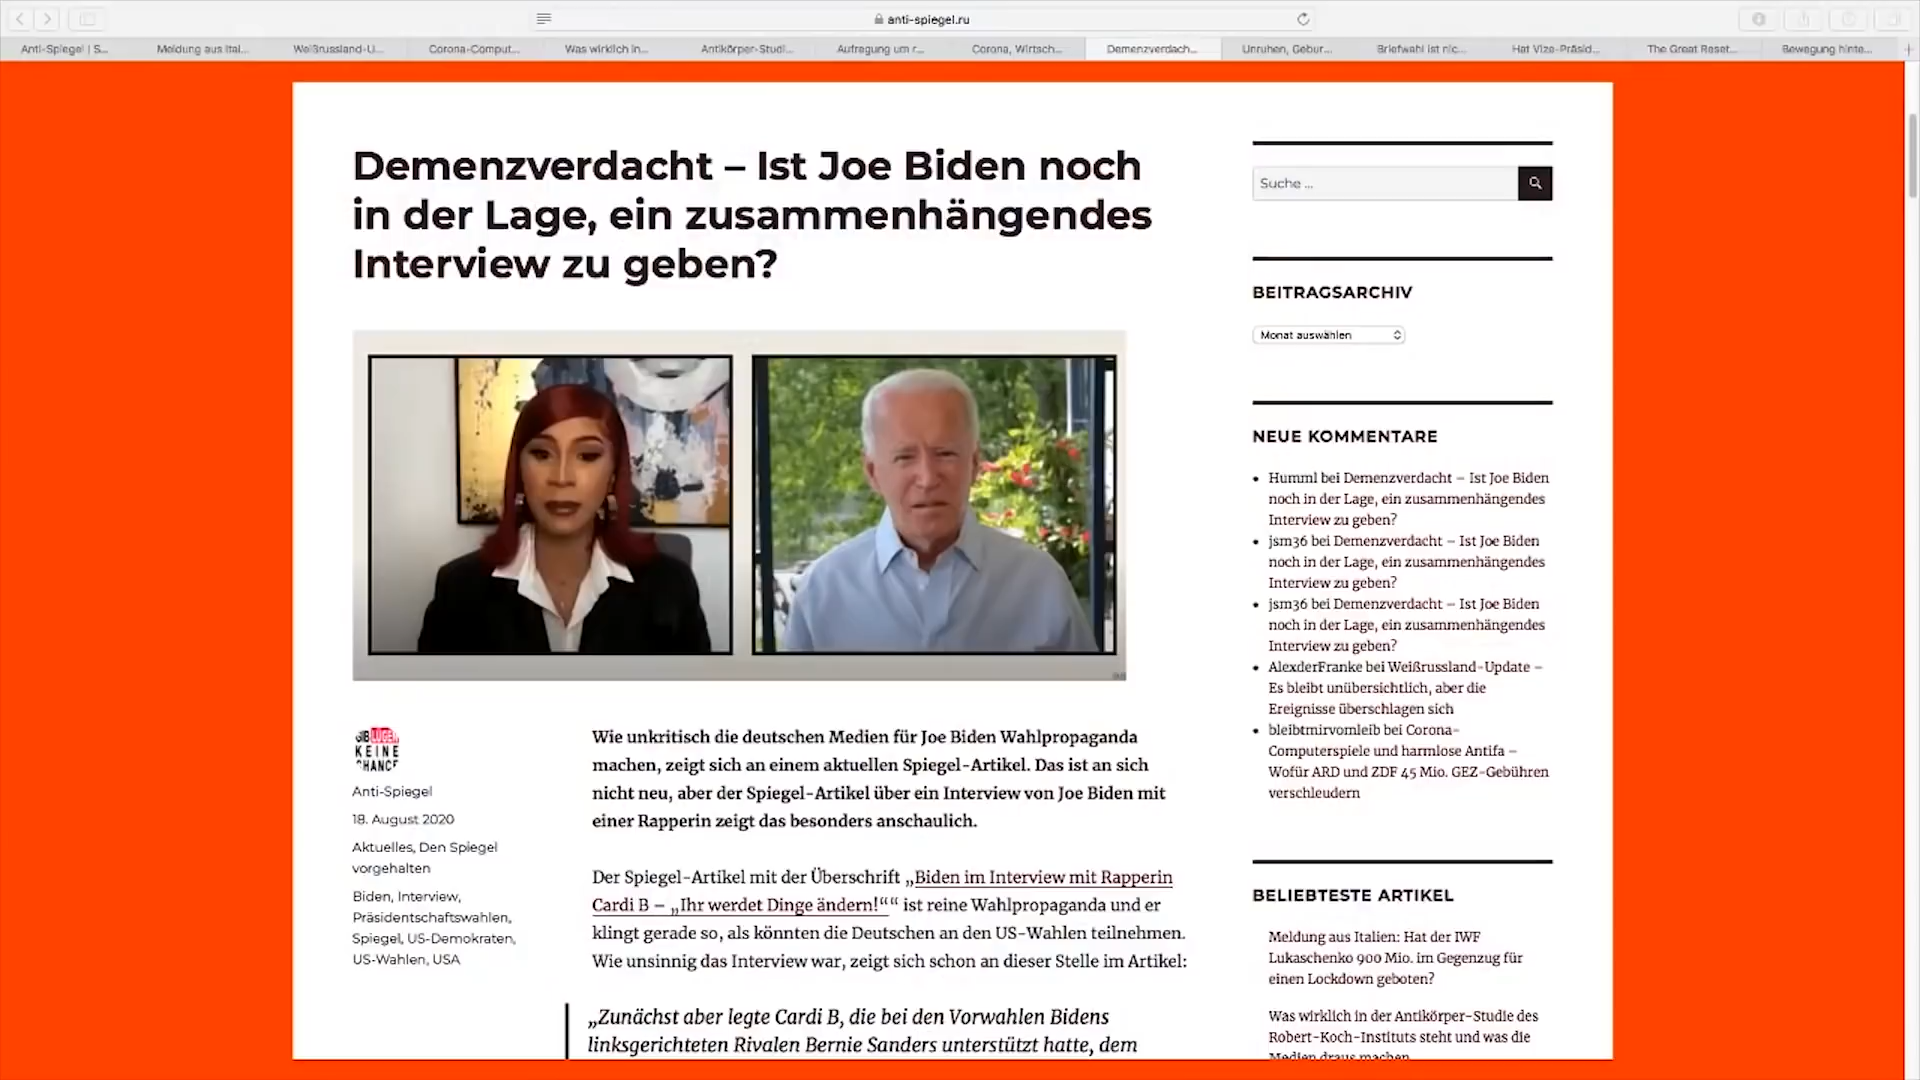 anti-spiegel.ru
Anti-Spiegel | S...
Meldung aus Ital...
Weißrussland-U...
Corona-Comput...
Was wirklich in...
Antikörper-Studi...
Aufregung um r...
Corona, Wirtsch...
Demenzverdach...
Unruhen, Gebur...
Briefwahl ist nic...
Hat Vize-Präsid...
The Great Reset...
Bewegung hinte...
Demenzverdacht – Ist Joe Biden noch
in der Lage, ein zusammenhängendes
Interview zu geben?
GIB LÜGEN
KEINE
CHANCE
Anti-Spiegel
18. August 2020
Aktuelles, Den Spiegel
vorgehalten
Biden, Interview,
Präsidentschaftswahlen,
Spiegel, US-Demokraten,
US-Wahlen, USA
Wie unkritisch die deutschen Medien für Joe Biden Wahlpropaganda
machen, zeigt sich an einem aktuellen Spiegel-Artikel. Das ist an sich
nicht neu, aber der Spiegel-Artikel über ein Interview von Joe Biden mit
einer Rapperin zeigt das besonders anschaulich.
Der Spiegel-Artikel mit der Überschrift „Biden im Interview mit Rapperin
Cardi B – „Ihr werdet Dinge ändern!““ ist reine Wahlpropaganda und er
klingt gerade so, als könnten die Deutschen an den US-Wahlen teilnehmen.
Wie unsinnig das Interview war, zeigt sich schon an dieser Stelle im Artikel:
„Zunächst aber legte Cardi B, die bei den Vorwahlen Bidens
linksgerichteten Rivalen Bernie Sanders unterstützt hatte, dem
Suche ...
BEITRAGSARCHIV
Monat auswählen
NEUE KOMMENTARE
Humml bei Demenzverdacht – Ist Joe Biden
noch in der Lage, ein zusammenhängendes
Interview zu geben?
jsm36 bei Demenzverdacht – Ist Joe Biden
noch in der Lage, ein zusammenhängendes
Interview zu geben?
jsm36 bei Demenzverdacht – Ist Joe Biden
noch in der Lage, ein zusammenhängendes
Interview zu geben?
AlexderFranke bei Weißrussland-Update –
Es bleibt unübersichtlich, aber die
Ereignisse überschlagen sich
bleibtmirvomleib bei Corona-
Computerspiele und harmlose Antifa –
Wofür ARD und ZDF 45 Mio. GEZ-Gebühren
verschleudern
BELIEBTESTE ARTIKEL
Meldung aus Italien: Hat der IWF
Lukaschenko 900 Mio. im Gegenzug für
einen Lockdown geboten?
Was wirklich in der Antikörper-Studie des
Robert-Koch-Instituts steht und was die
Medien draus machen